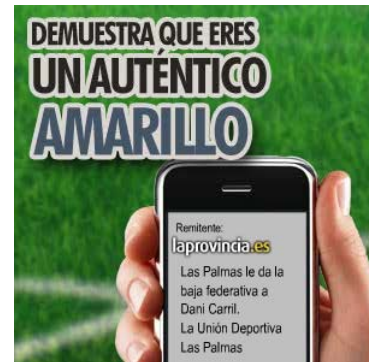 DEMUESTRA QUE ERES
UN AUTÉNTICO
AMARILLO
Remitente:
laprovincia.es
Las Palmas le da la
baja federativa a
Dani Carril.
La Unión Deportiva
Las Palmas